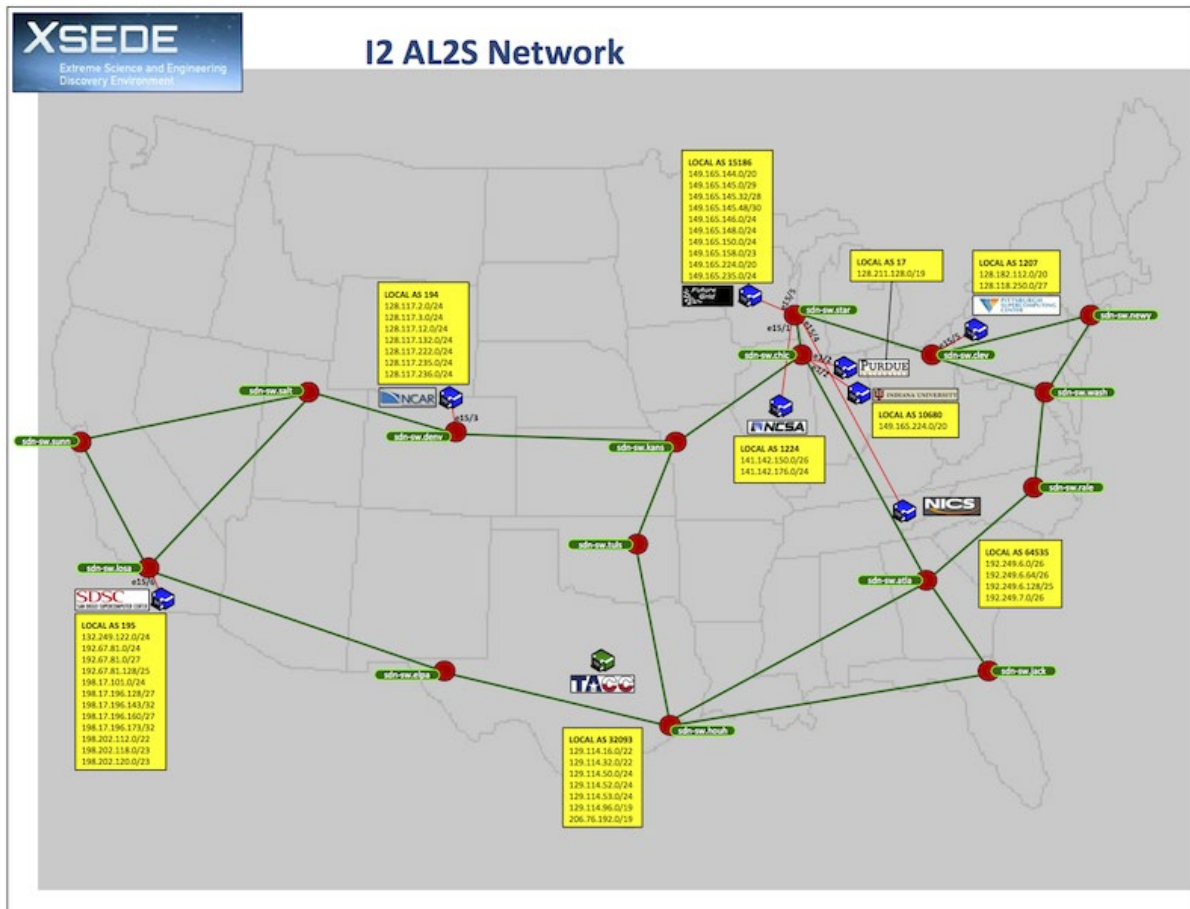 XSEDE
Extreme Science and Engineering
Discovery Environment
I2 AL2S Network
LOCAL AS 15186
149.165.144.0/20
149.165.145.0/29
149.165.145.32/28
149.165.145.48/30
149.165.146.0/24
149.165.148.0/24
149.165.150.0/24
149.165.158.0/23
149.165.224.0/20
149.165.235.0/24
Future
Grid
LOCAL AS 17
128.211.128.0/19
LOCAL AS 1207
128.182.112.0/20
128.118.250.0/27
PITTSBURGH
SUPERCOMPUTING
CENTER
LOCAL AS 194
128.117.2.0/24
128.117.3.0/24
128.117.12.0/24
128.117.132.0/24
128.117.222.0/24
128.117.235.0/24
128.117.236.0/24
NCAR
e15/3
sdn-sw.star
e15/1
e15/4
e15/5
sdn-sw.newy
sdn-sw.chic
sdn-sw.clev
PURDUE
INDIANA UNIVERSITY
LOCAL AS 10680
149.165.224.0/20
sdn-sw.salt
sdn-sw.wash
sdn-sw.denv
sdn-sw.sunn
sdn-sw.kans
NCSA
LOCAL AS 1224
141.142.150.0/26
141.142.176.0/24
sdn-sw.rale
NICS
sdn-sw.tuls
LOCAL AS 64535
192.249.6.0/26
192.249.6.64/26
192.249.6.128/25
192.249.7.0/26
sdn-sw.losa
e15/6
sdn-sw.atla
SDSC
SAN DIEGO SUPERCOMPUTER CENTER
LOCAL AS 195
132.249.122.0/24
192.67.81.0/24
192.67.81.0/27
192.67.81.128/25
198.17.101.0/24
198.17.196.128/27
198.17.196.143/32
198.17.196.160/27
198.17.196.173/32
198.202.112.0/22
198.202.118.0/23
198.202.120.0/23
sdn-sw.elpa
TACC
sdn-sw.jack
sdn-sw.houh
LOCAL AS 32093
129.114.16.0/22
129.114.32.0/22
129.114.50.0/24
129.114.52.0/24
129.114.53.0/24
129.114.96.0/19
206.76.192.0/19